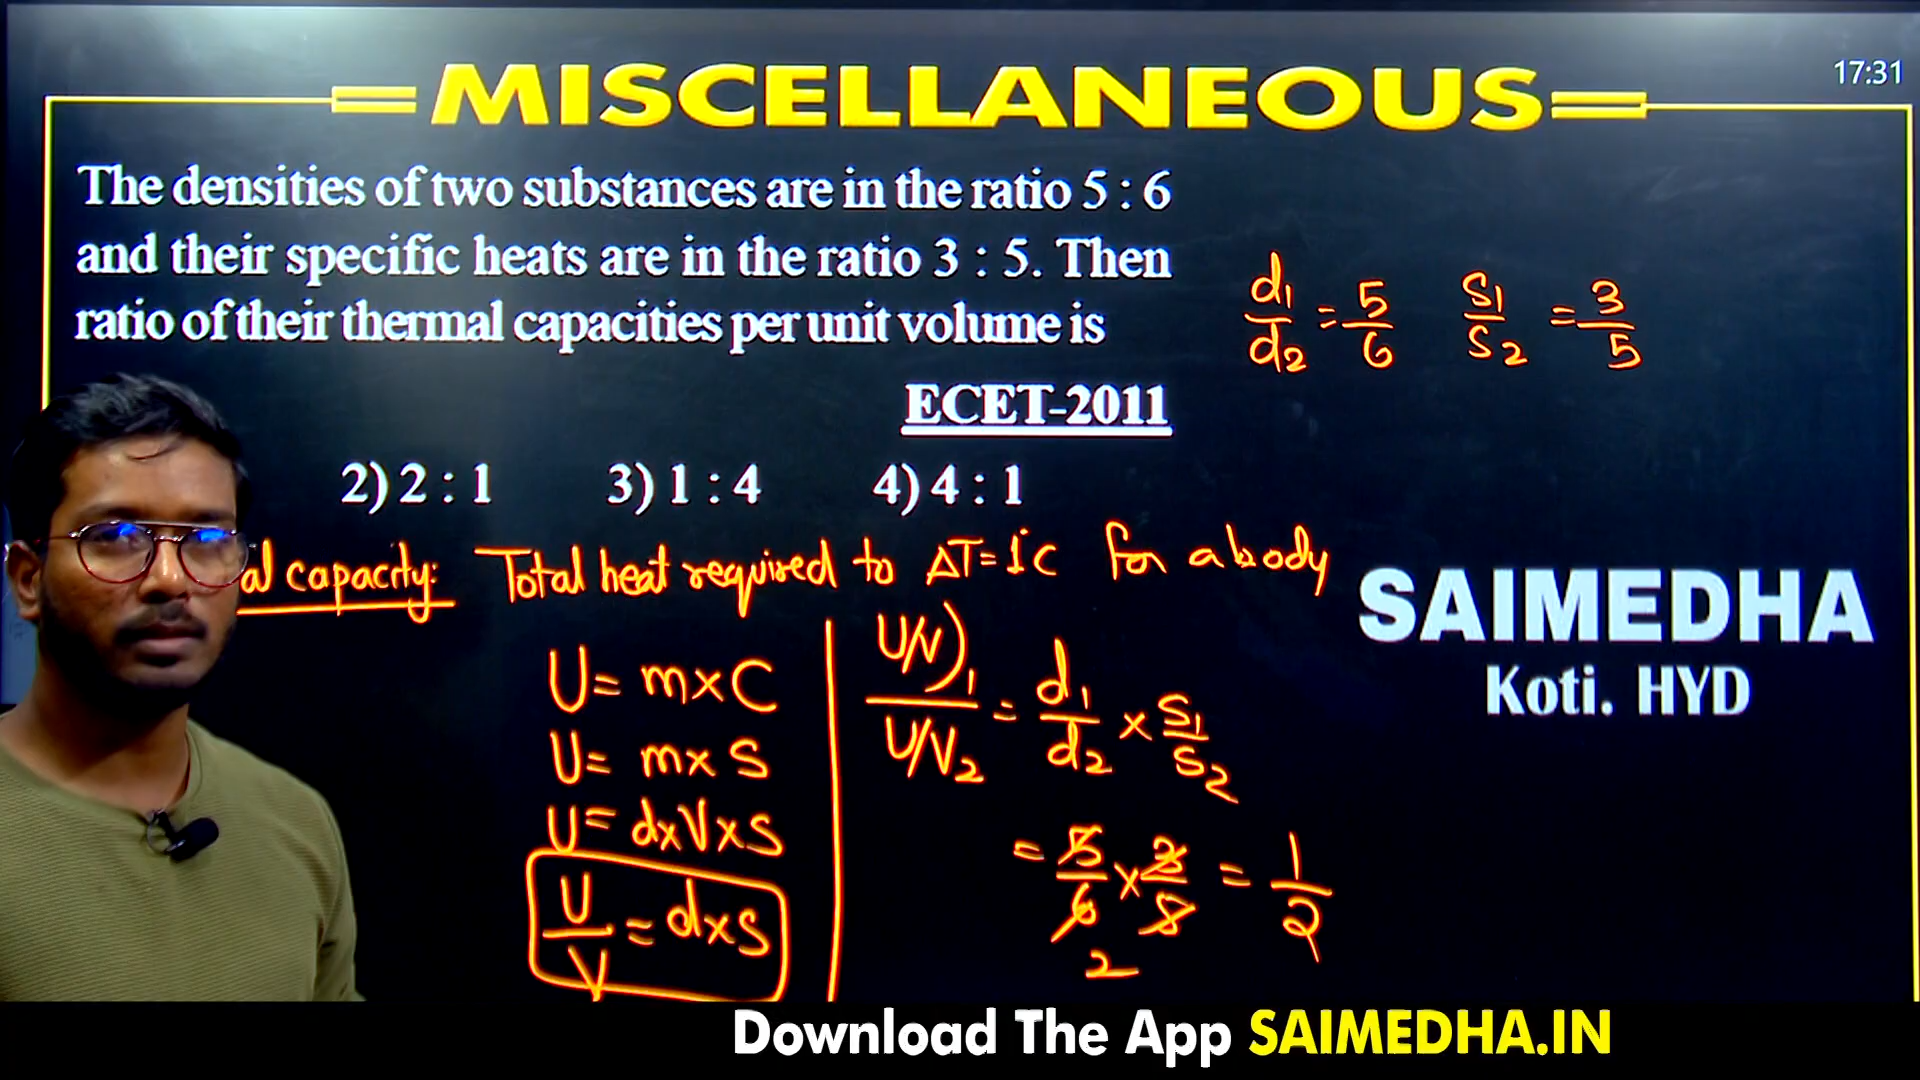 17:31
MISCELLANEOUS
The densities of two substances are in the ratio 5 : 6
and their specific heats are in the ratio 3 : 5. Then
ratio of their thermal capacities per unit volume is
d1/d2 = 5/6   S1/S2 = 3/5
ECET-2011
2) 2 : 1   3) 1 : 4   4) 4 : 1
al capacity: Total heat required to ΔT=1°C for a body
SAIMEDHA
Koti. HYD
U= m×C
U= m×S
U= d×V×S
U/V = d×S
U/V)1 / U/V2 = d1/d2 × S1/S2
= 5/6 × 3/5 = 1/2
2
Download The App SAIMEDHA.IN